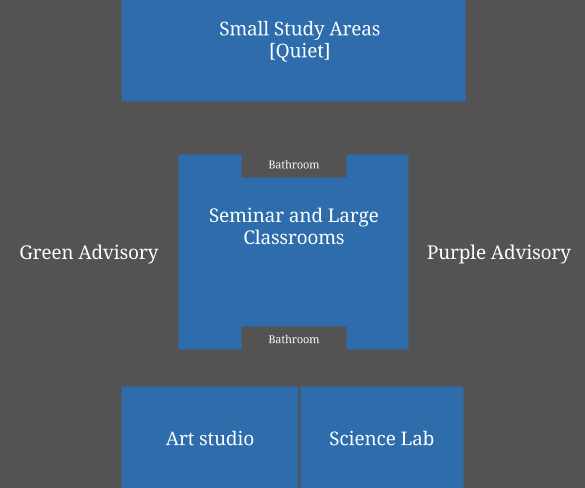 Small Study Areas
[Quiet]
Bathroom
Seminar and Large
Classrooms
Green Advisory
Purple Advisory
Bathroom
Art studio
Science Lab